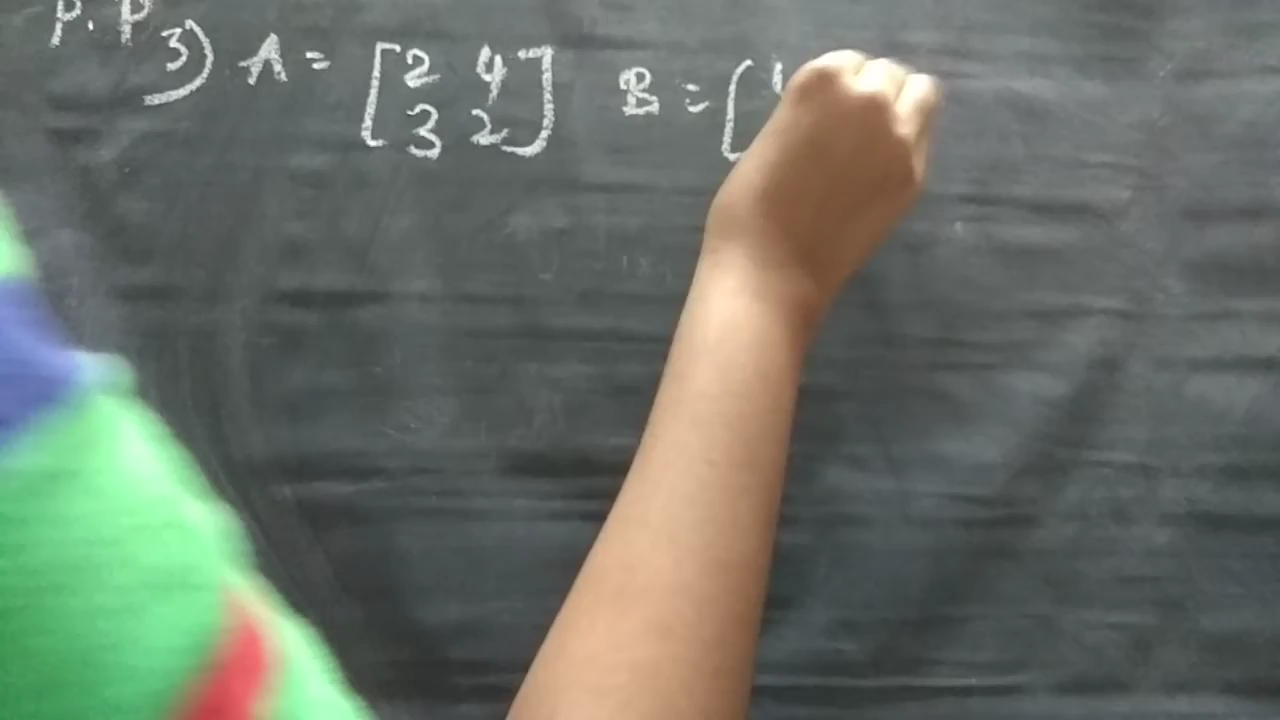 P. P
3) A = [2 4] B = [
[3 2]